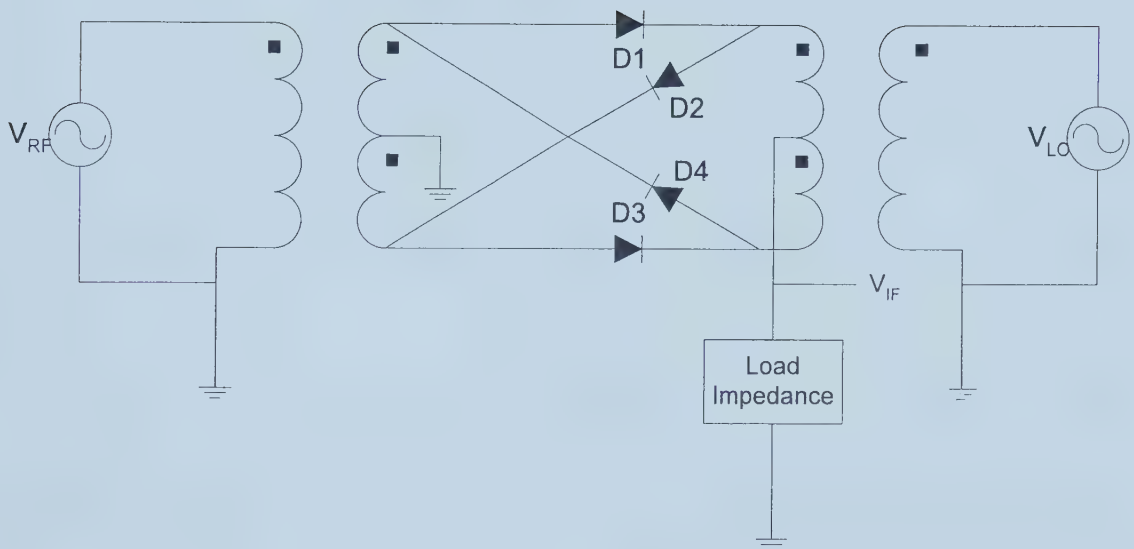 D1
D2
V_RF
V_LO
D4
D3
V_IF
Load
Impedance